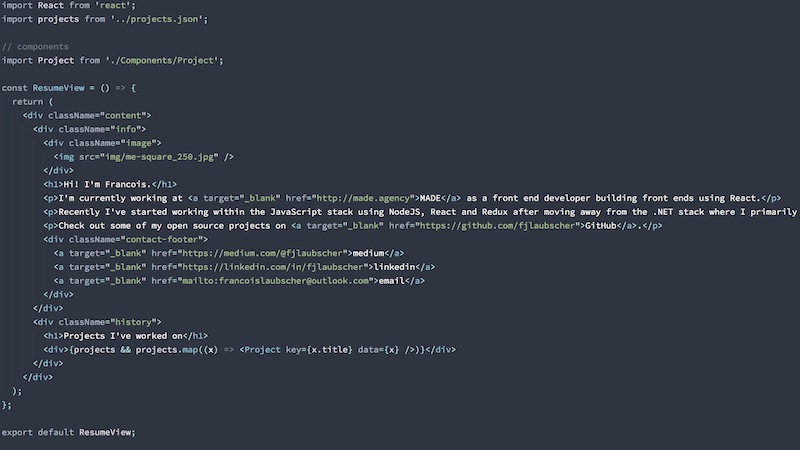 import React from 'react';
import projects from '../projects.json';
// components
import Project from './Components/Project';
const ResumeView = () => {
return (
<div className="content">
<div className="info">
<div className="image">
<img src="img/me-square_250.jpg" />
</div>
<h1>Hi! I'm Francois.</h1>
<p>I'm currently working at <a target="_blank" href="http://made.agency">MADE</a> as a front end developer building front ends using React.</p>
<p>Recently I've started working within the JavaScript stack using NodeJS, React and Redux after moving away from the .NET stack where I primarily
<p>Check out some of my open source projects on <a target="_blank" href="https://github.com/fjlaubscher">GitHub</a>.</p>
<div className="contact-footer">
<a target="_blank" href="https://medium.com/@fjlaubscher">medium</a>
<a target="_blank" href="https://linkedin.com/in/fjlaubscher">linkedin</a>
<a target="_blank" href="mailto:francoislaubscher@outlook.com">email</a>
</div>
</div>
<div className="history">
<h1>Projects I've worked on</h1>
<div>{projects && projects.map((x) => <Project key={x.title} data={x} />)}</div>
</div>
</div>
);
};
export default ResumeView;